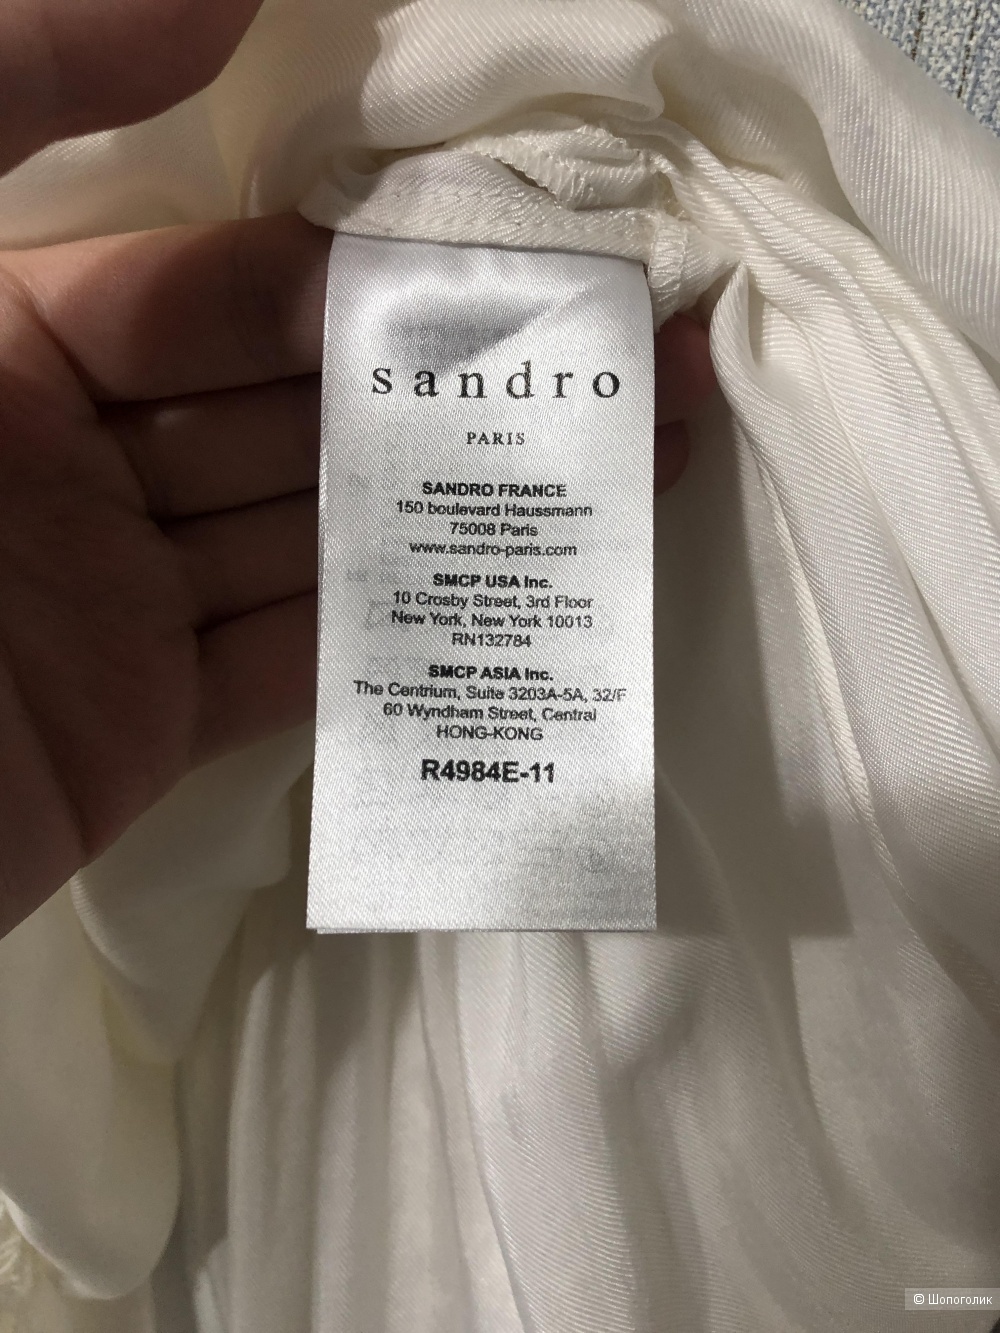 sandro
PARIS
SANDRO FRANCE
150 boulevard Haussmann
75008 Paris
www.sandro-paris.com
SMCP USA Inc.
10 Crosby Street, 3rd Floor
New York, New York 10013
RN132784
SMCP ASIA Inc.
The Centrium, Suite 3203A-5A, 32/F
60 Wyndham Street, Central
HONG-KONG
R4984E-11
© Шопоголик